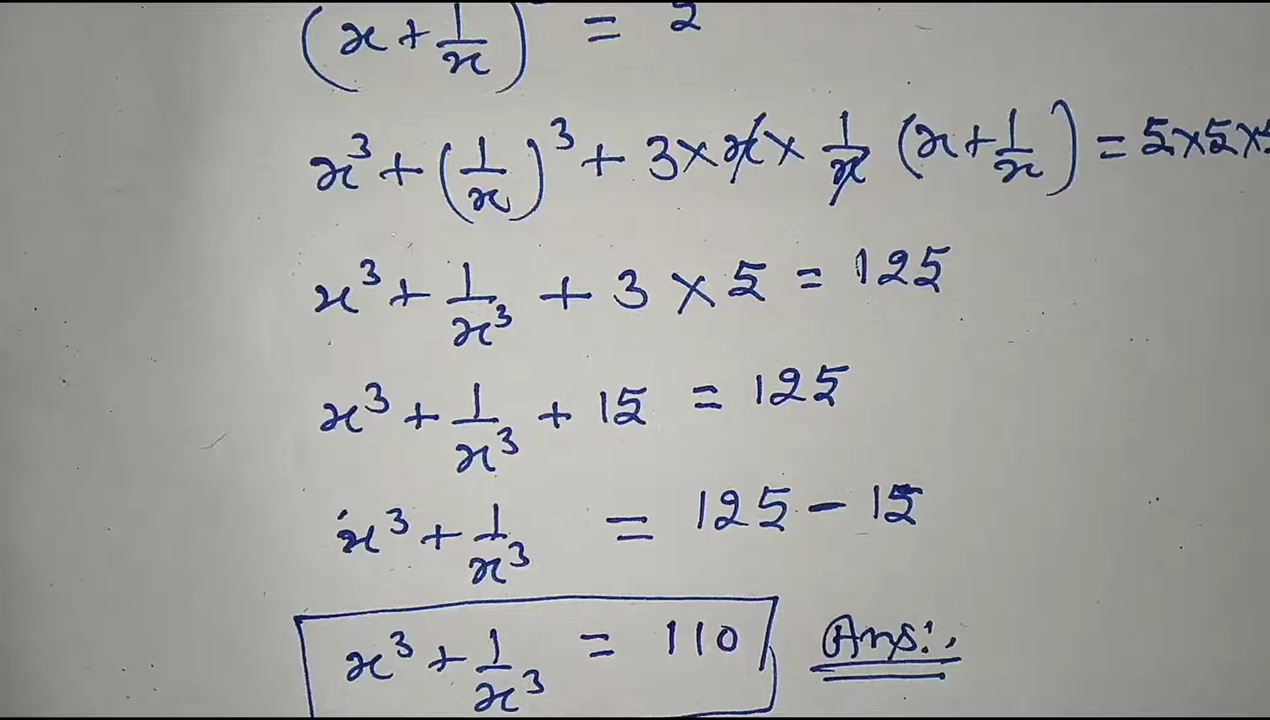 (x + 1/x) = 2
x³ + (1/x)³ + 3 × x × 1/x (x + 1/x) = 5×5×
x³ + 1/x³ + 3 × 5 = 125
x³ + 1/x³ + 15 = 125
x³ + 1/x³ = 125 - 15
x³ + 1/x³ = 110 Ans:.